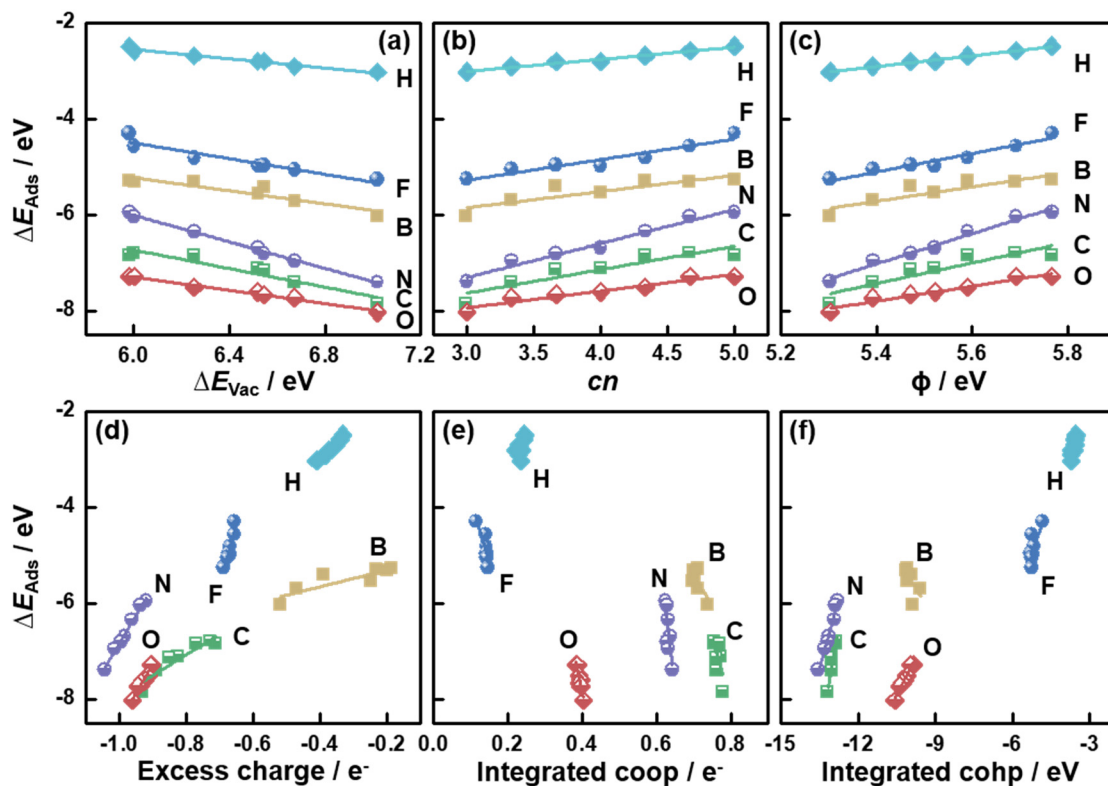 -2
(a)
(b)
(c)
H
H
H
ΔE_Ads / eV
-4
F
F
F
B
B
B
-6
N
N
N
C
C
C
-8
O
O
O
6.0 6.4 6.8 7.2
3.0 3.5 4.0 4.5 5.0
5.2 5.4 5.6 5.8
ΔE_Vac / eV
cn
ϕ / eV
-2
(d)
(e)
(f)
H
H
H
ΔE_Ads / eV
-4
F
F
F
B
B
B
-6
N
N
N
O
O
O
C
C
C
-8
-1.0 -0.8 -0.6 -0.4 -0.2
0.0 0.2 0.4 0.6 0.8
-15 -12 -9 -6 -3
Excess charge / e⁻
Integrated coop / e⁻
Integrated cohp / eV